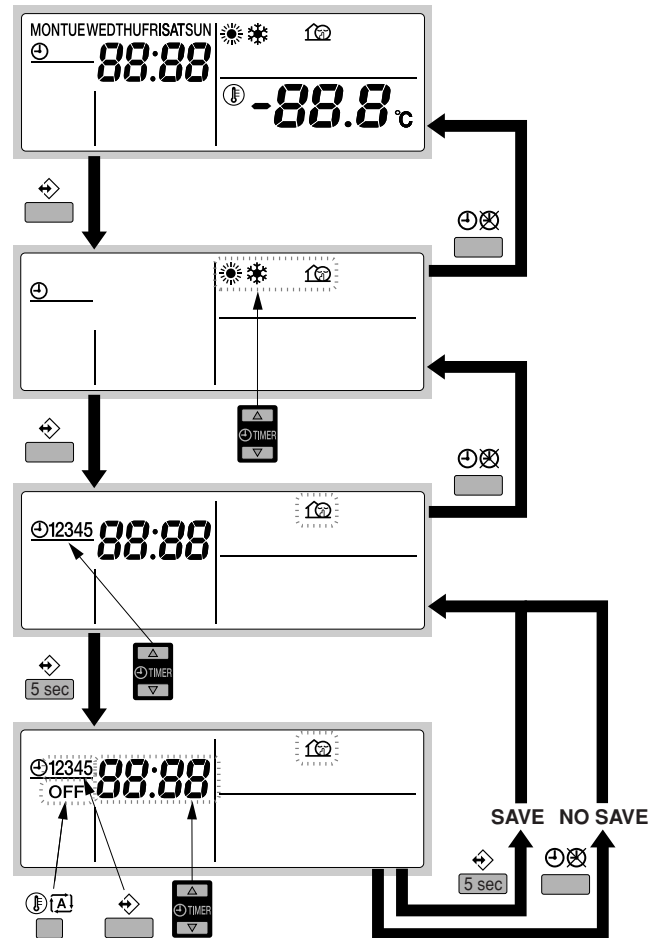 MONTUEWEDTHUFRISATSUN
88:88
-88.8 °C
TIMER
12345 88:88
5 sec
TIMER
12345 88:88
OFF
SAVE NO SAVE
5 sec
A
TIMER